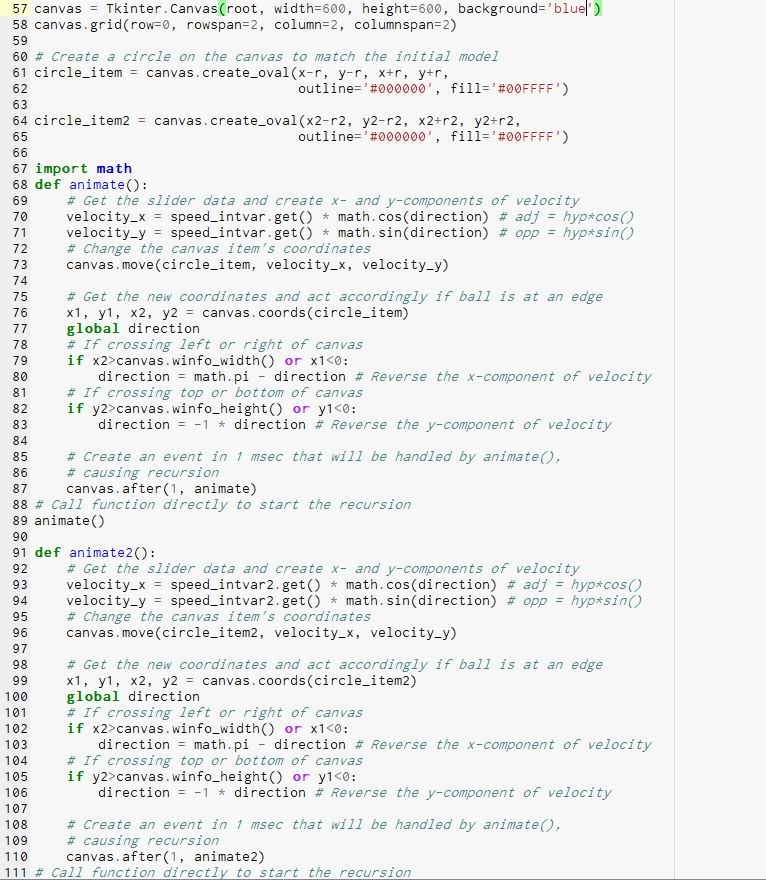 57 canvas = Tkinter.Canvas(root, width=600, height=600, background='blue')
58 canvas.grid(row=0, rowspan=2, column=2, columnspan=2)
59
60 # Create a circle on the canvas to match the initial model
61 circle_item = canvas.create_oval(x-r, y-r, x+r, y+r,
62                                  outline='#000000', fill='#00FFFF')
63
64 circle_item2 = canvas.create_oval(x2-r2, y2-r2, x2+r2, y2+r2,
65                                  outline='#000000', fill='#00FFFF')
66
67 import math
68 def animate():
69     # Get the slider data and create x- and y-components of velocity
70     velocity_x = speed_intvar.get() * math.cos(direction) # adj = hyp*cos()
71     velocity_y = speed_intvar.get() * math.sin(direction) # opp = hyp*sin()
72     # Change the canvas item's coordinates
73     canvas.move(circle_item, velocity_x, velocity_y)
74
75     # Get the new coordinates and act accordingly if ball is at an edge
76     x1, y1, x2, y2 = canvas.coords(circle_item)
77     global direction
78     # If crossing left or right of canvas
79     if x2>canvas.winfo_width() or x1<0:
80         direction = math.pi - direction # Reverse the x-component of velocity
81     # If crossing top or bottom of canvas
82     if y2>canvas.winfo_height() or y1<0:
83         direction = -1 * direction # Reverse the y-component of velocity
84
85     # Create an event in 1 msec that will be handled by animate(),
86     # causing recursion
87     canvas.after(1, animate)
88 # Call function directly to start the recursion
89 animate()
90
91 def animate2():
92     # Get the slider data and create x- and y-components of velocity
93     velocity_x = speed_intvar2.get() * math.cos(direction) # adj = hyp*cos()
94     velocity_y = speed_intvar2.get() * math.sin(direction) # opp = hyp*sin()
95     # Change the canvas item's coordinates
96     canvas.move(circle_item2, velocity_x, velocity_y)
97
98     # Get the new coordinates and act accordingly if ball is at an edge
99     x1, y1, x2, y2 = canvas.coords(circle_item2)
100     global direction
101     # If crossing left or right of canvas
102     if x2>canvas.winfo_width() or x1<0:
103         direction = math.pi - direction # Reverse the x-component of velocity
104     # If crossing top or bottom of canvas
105     if y2>canvas.winfo_height() or y1<0:
106         direction = -1 * direction # Reverse the y-component of velocity
107
108     # Create an event in 1 msec that will be handled by animate(),
109     # causing recursion
110     canvas.after(1, animate2)
111 # Call function directly to start the recursion